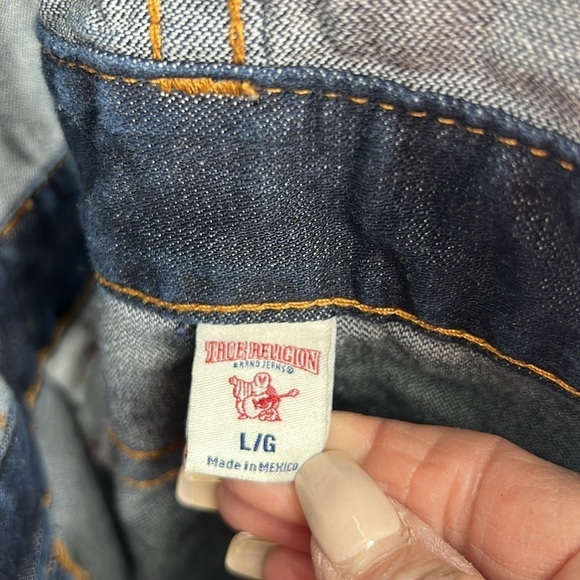 TRUE RELIGION
BRAND JEANS®
L/G
Made in MEXICO